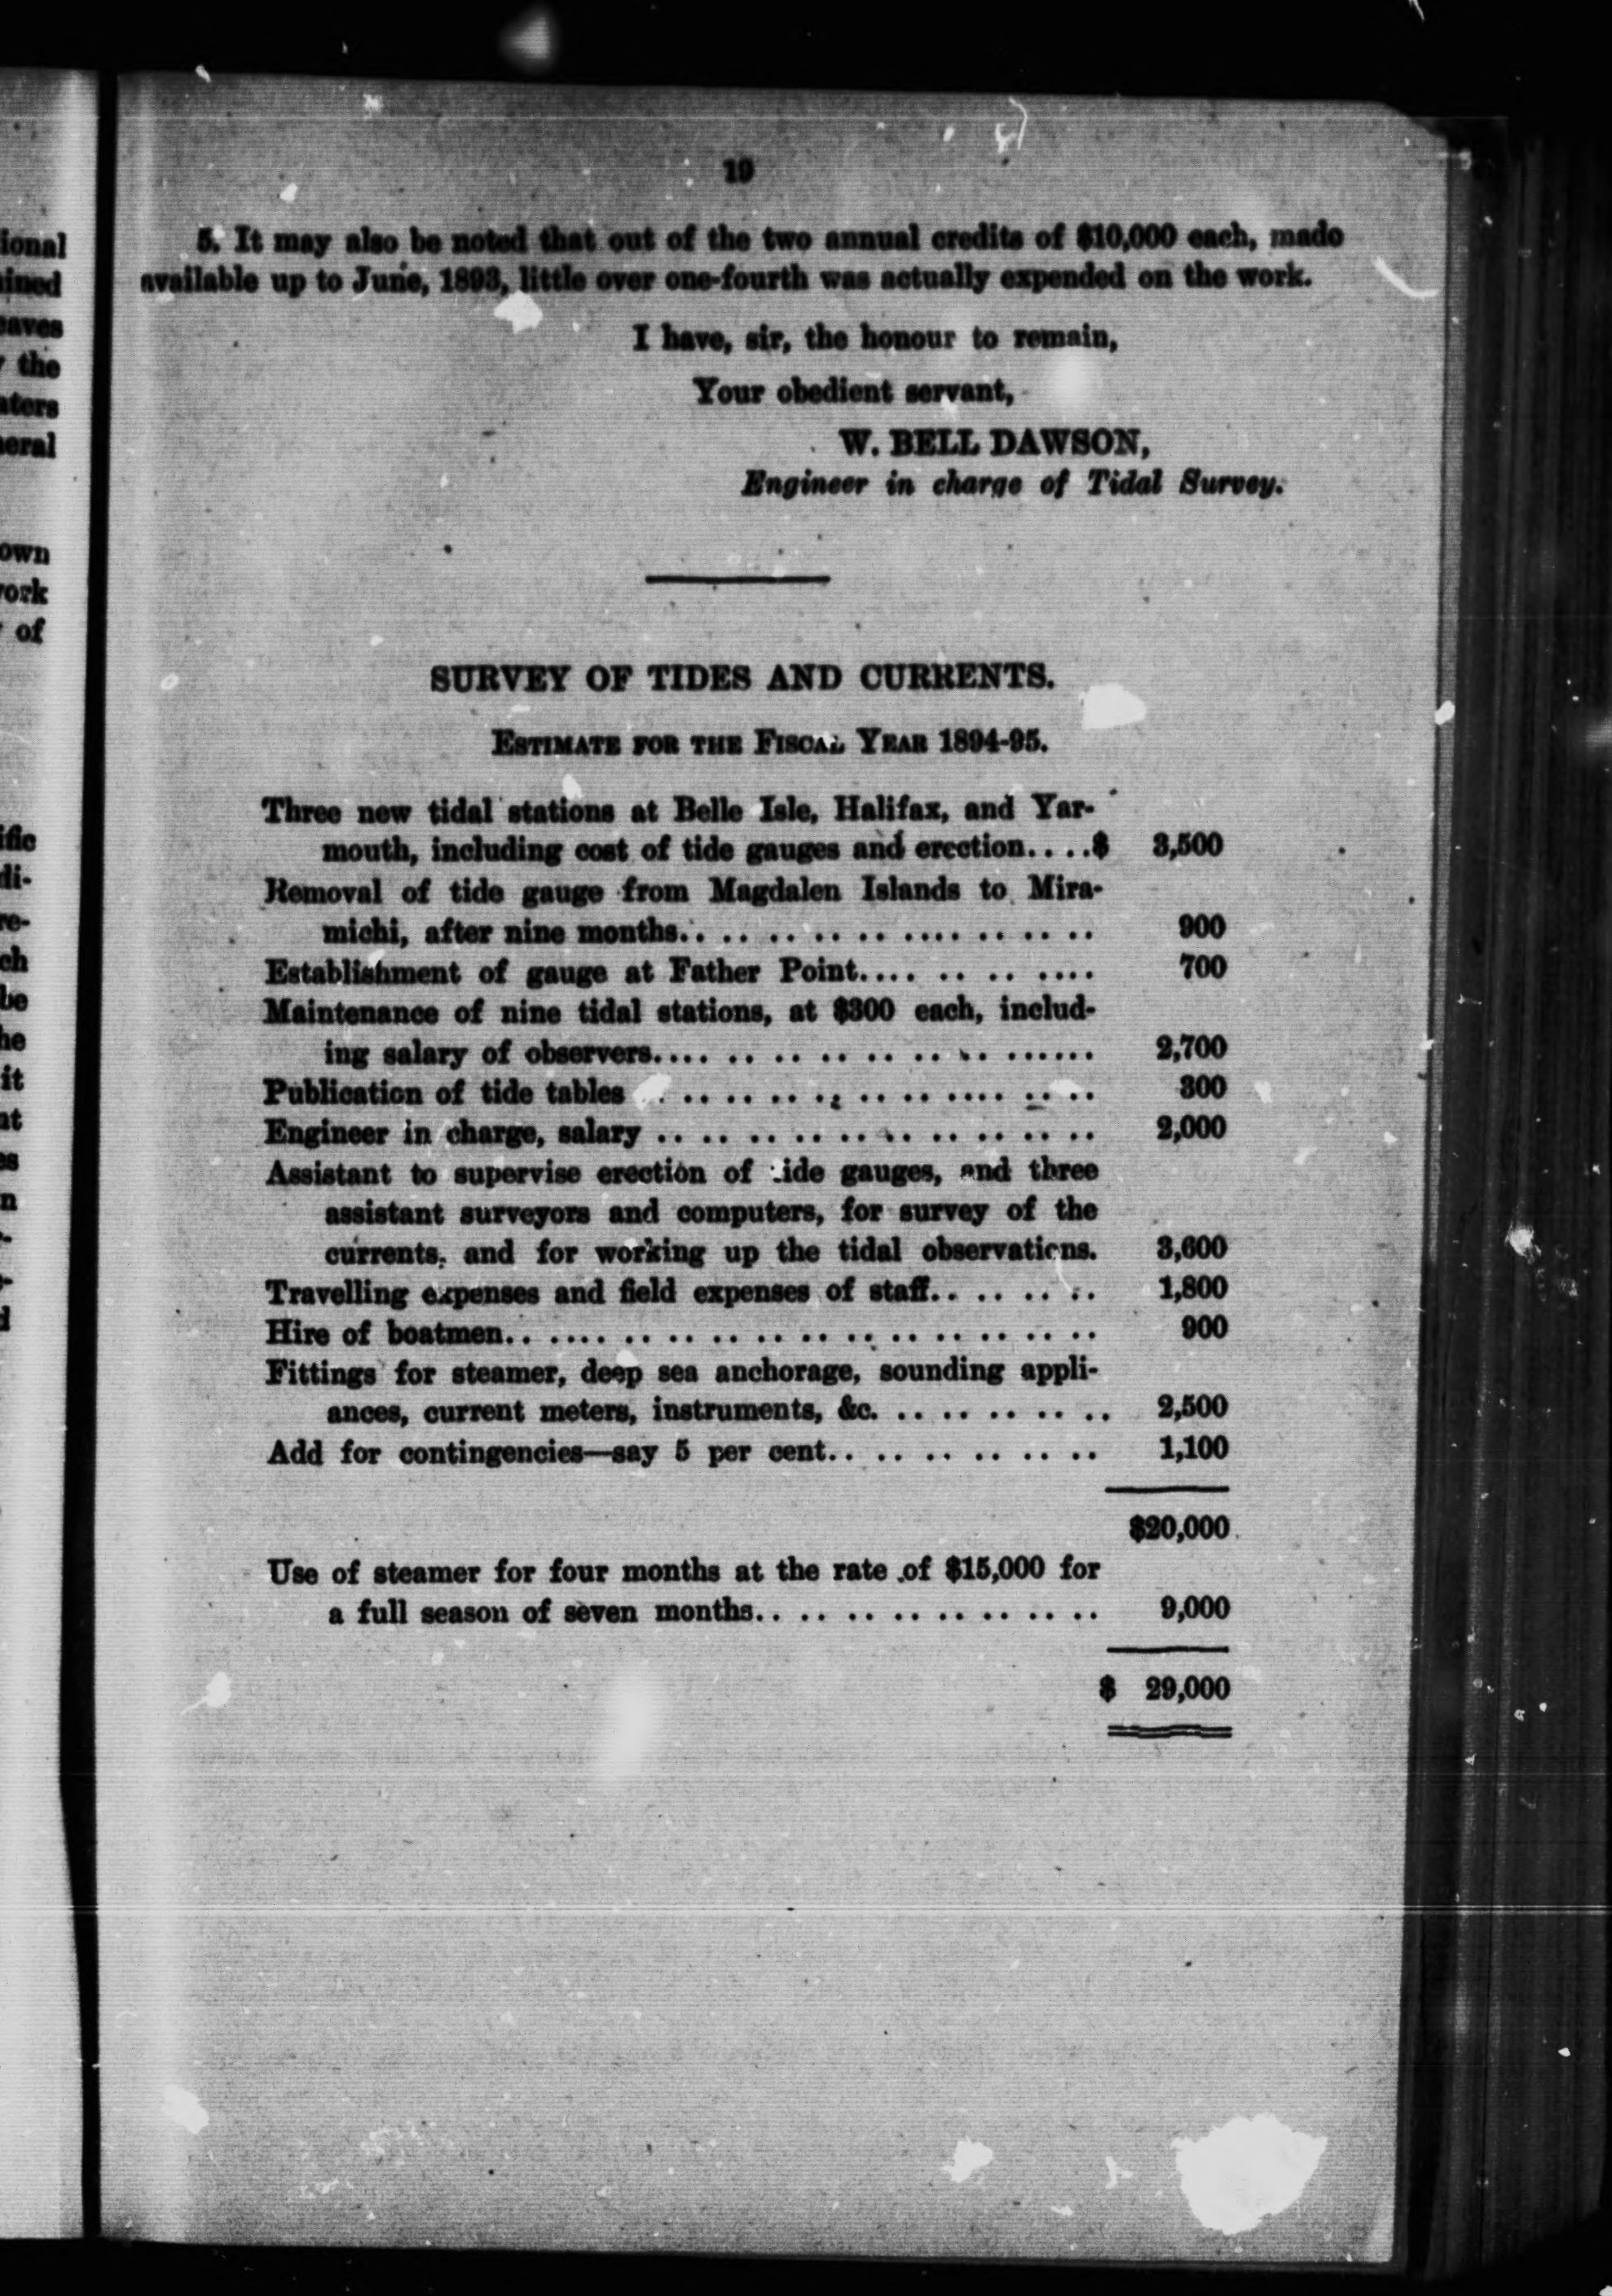 ional
ined
eaves
the
eral
own
of
19
5. It may also be noted that out of the two annual credits of $10,000 each, made
available up to June, 1893, little over one-fourth was actually expended on the work.
I have, sir, the honour to remain,
Your obedient servant,
W. BELL DAWSON,
Engineer in charge of Tidal Survey.
SURVEY OF TIDES AND CURRENTS.
ESTIMATE FOR THE FISCAL YEAR 1894-95.
Three new tidal stations at Belle Isle, Halifax, and Yar-
mouth, including cost of tide gauges and erection....$ 3,500
Removal of tide gauge from Magdalen Islands to Mira-
michi, after nine months.. .. .. .. .. .. .... .. .. .. 900
Establishment of gauge at Father Point.... .. .. .. .... 700
Maintenance of nine tidal stations, at $300 each, includ-
ing salary of observers.... .. .. .. .. .. .. .. ...... 2,700
Publication of tide tables .. .. .. .. .. .. .. .... .. .. 300
Engineer in charge, salary .. .. .. .. .. .. .. .. .. .. 2,000
Assistant to supervise erection of tide gauges, and three
assistant surveyors and computers, for survey of the
currents, and for working up the tidal observations. 3,600
Travelling expenses and field expenses of staff.. .. .. .. 1,800
Hire of boatmen.. .... .. .. .. .. .. .. .. .. .. .. .. 900
Fittings for steamer, deep sea anchorage, sounding appli-
ances, current meters, instruments, &c. .. .. .. .. .. 2,500
Add for contingencies—say 5 per cent.. .. .. .. .. .. .. 1,100
$20,000
Use of steamer for four months at the rate of $15,000 for
a full season of seven months.. .. .. .. .. .. .. .. 9,000
$ 29,000